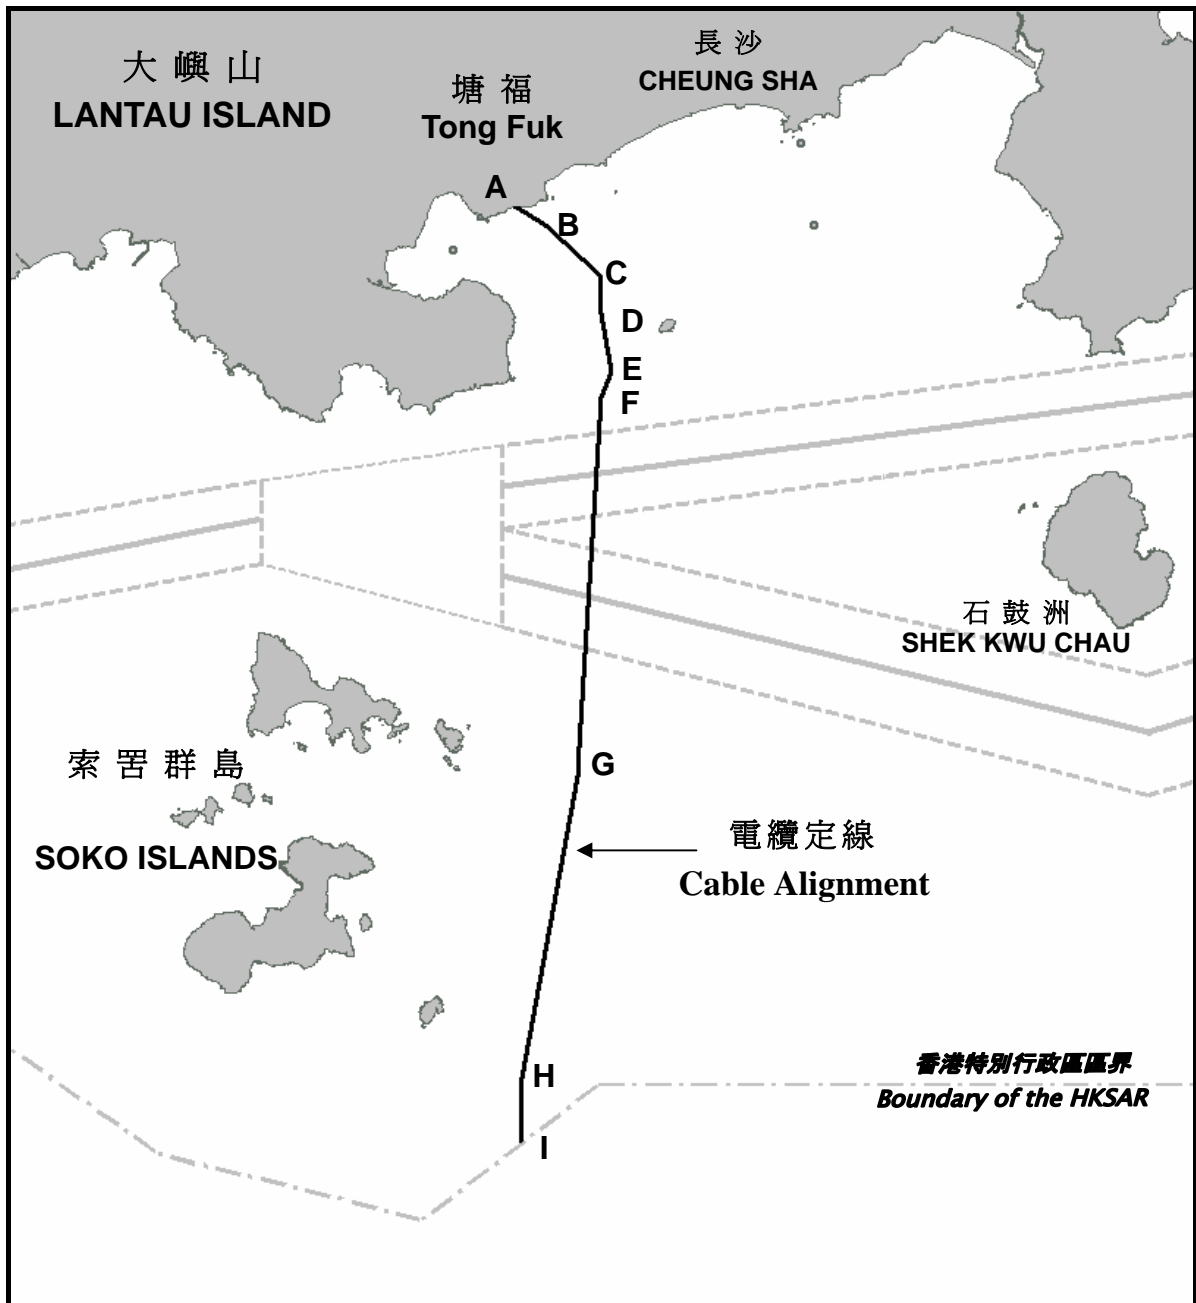 大嶼山
LANTAU ISLAND
塘福
Tong Fuk
長沙
CHEUNG SHA
A
B
C
D
E
F
石鼓洲
SHEK KWU CHAU
索罟群島
SOKO ISLANDS
G
電纜定線
Cable Alignment
H
I
香港特別行政區區界
Boundary of the HKSAR